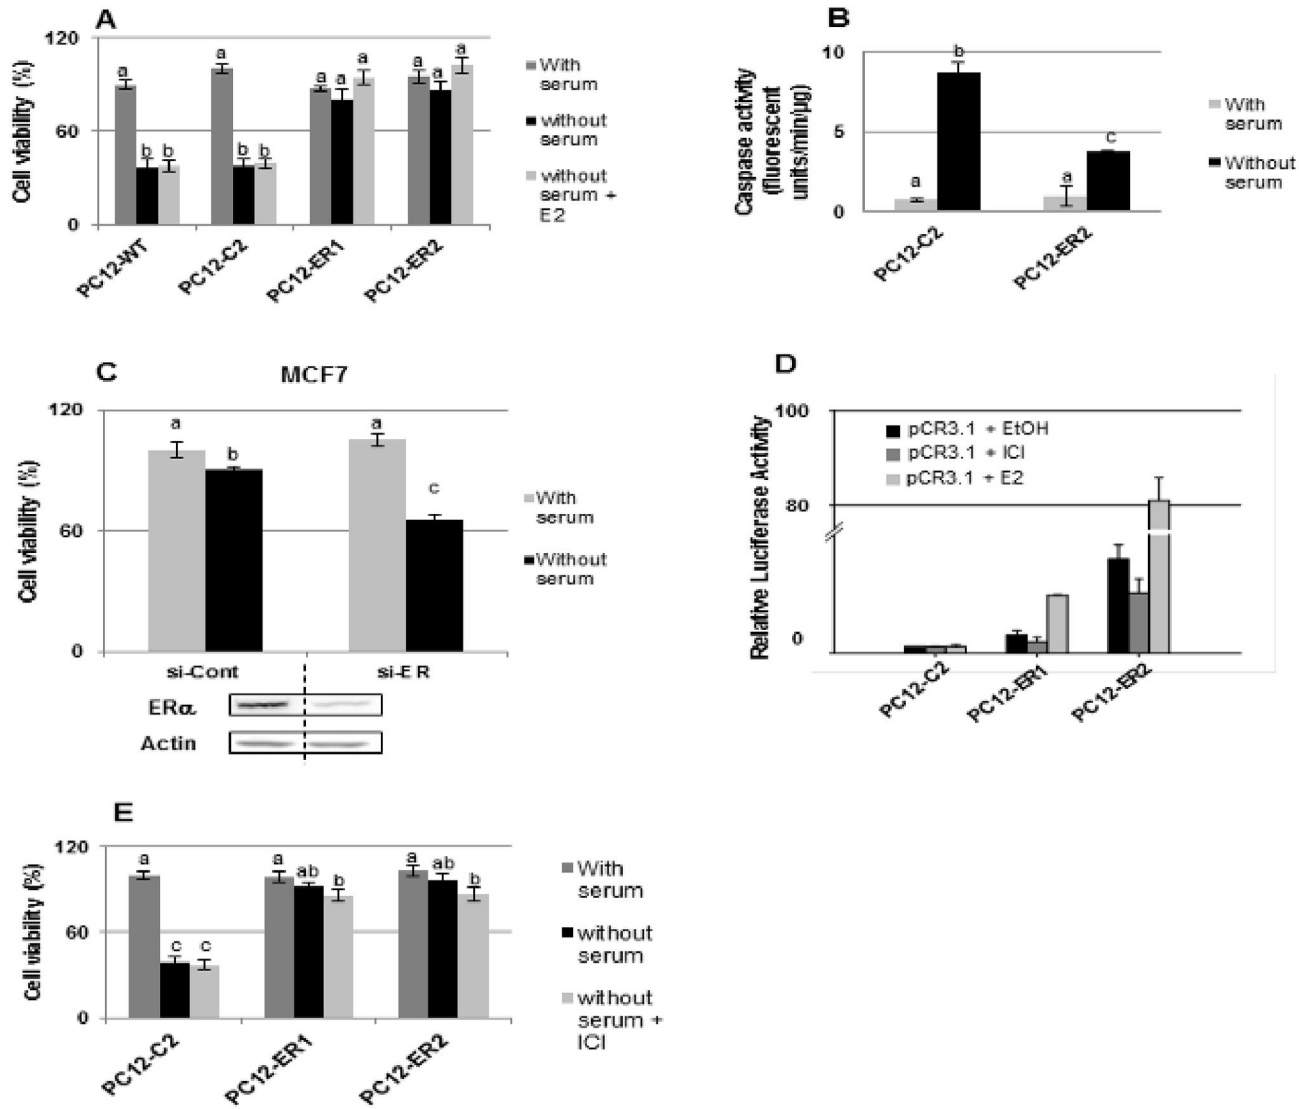 A
120
60
0
Cell viability (%)
a
b
b
a
b
b
a
a
a
a
a
a
PC12-WT
PC12-C2
PC12-ER1
PC12-ER2
With
serum
without
serum
without
serum +
E2
B
10
5
0
Caspase activity
(fluorescent
units/min/µg)
a
b
a
c
PC12-C2
PC12-ER2
With
serum
Without
serum
C
MCF7
120
60
0
Cell viability (%)
a
b
a
c
si-Cont
si-ER
With
serum
Without
serum
ERα
Actin
D
100
80
0
Relative Luciferase Activity
pCR3.1 + EtOH
pCR3.1 + ICI
pCR3.1 + E2
PC12-C2
PC12-ER1
PC12-ER2
E
120
60
0
Cell viability (%)
a
c
c
a
ab
b
a
ab
b
PC12-C2
PC12-ER1
PC12-ER2
With
serum
without
serum
without
serum +
ICI